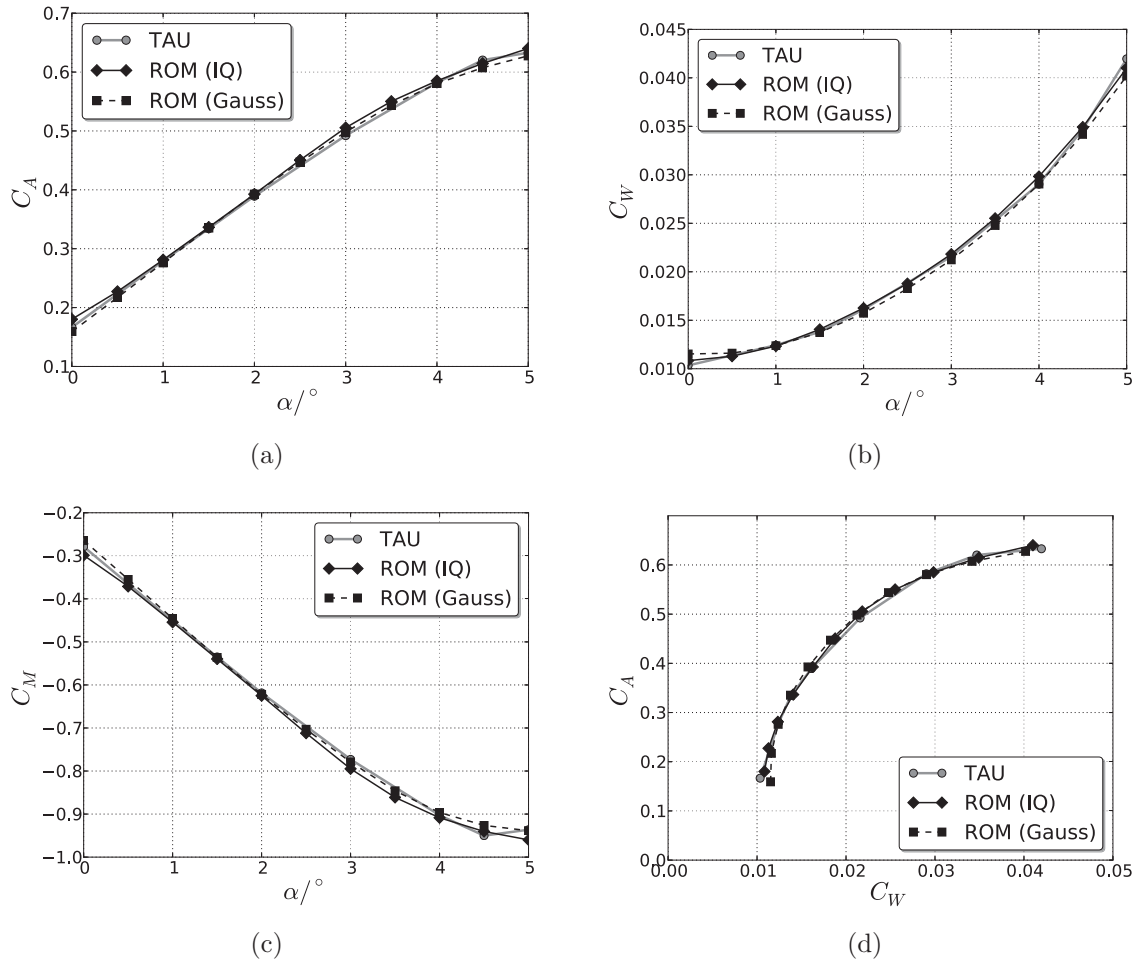 0.7
0.6
0.5
0.4
0.3
0.2
0.1
C_A
TAU
ROM (IQ)
ROM (Gauss)
0 1 2 3 4 5
α/°
(a)
0.045
0.040
0.035
0.030
0.025
0.020
0.015
0.010
C_W
TAU
ROM (IQ)
ROM (Gauss)
0 1 2 3 4 5
α/°
(b)
−0.2
−0.3
−0.4
−0.5
−0.6
−0.7
−0.8
−0.9
−1.0
C_M
TAU
ROM (IQ)
ROM (Gauss)
0 1 2 3 4 5
α/°
(c)
0.6
0.5
0.4
0.3
0.2
0.1
0.0
C_A
TAU
ROM (IQ)
ROM (Gauss)
0.00 0.01 0.02 0.03 0.04 0.05
C_W
(d)